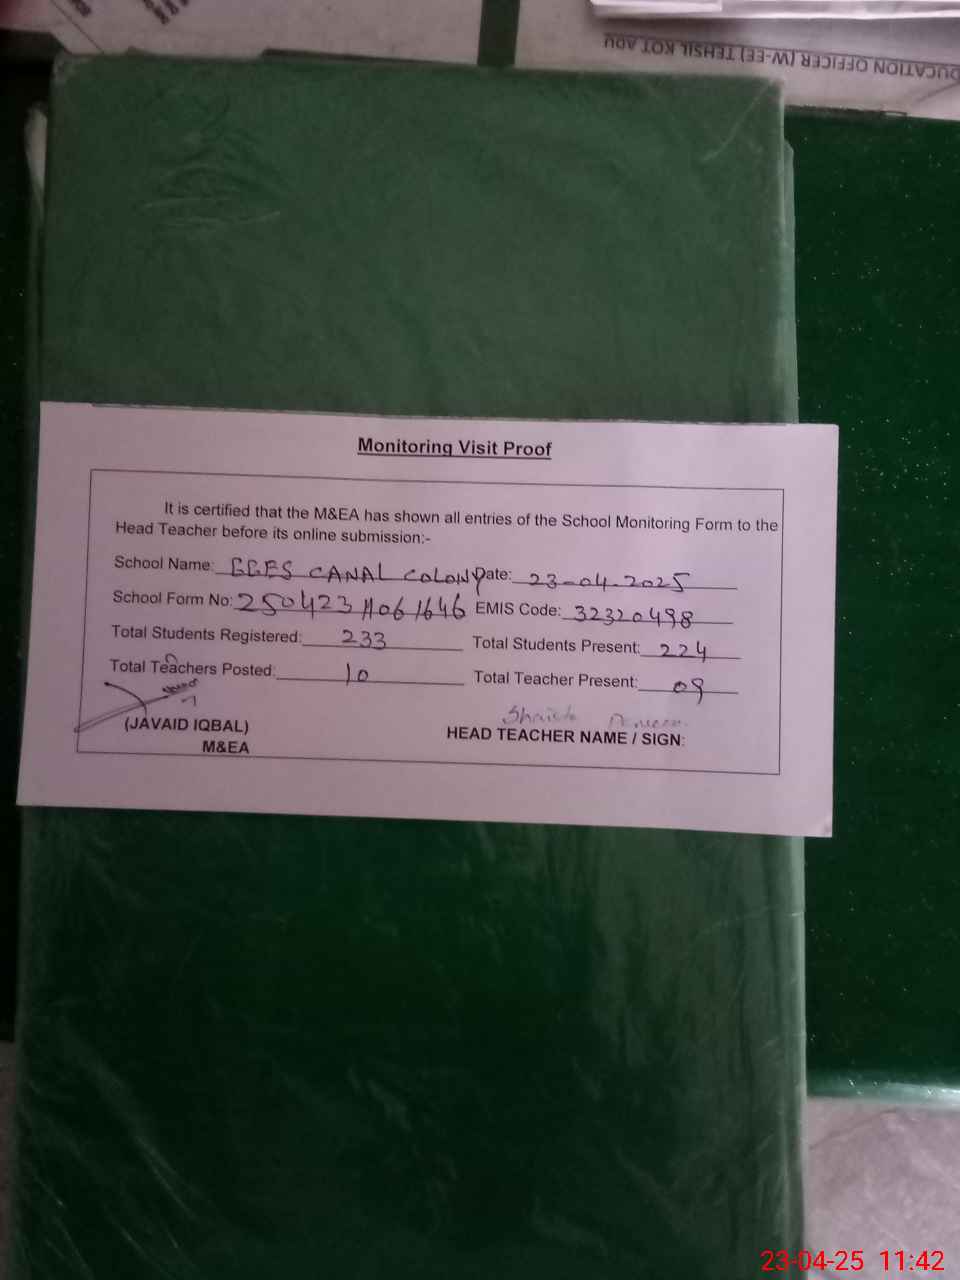 DUCATION OFFICER (W-EE) TEHSIL KOT ADU
Monitoring Visit Proof
It is certified that the M&EA has shown all entries of the School Monitoring Form to the
Head Teacher before its online submission:-
School Name: GGES CANAL COLONY Date: 23-04-2025
School Form No: 25042311061646 EMIS Code: 32320498
Total Students Registered: 233 Total Students Present: 224
Total Teachers Posted: 10 Total Teacher Present: 09
(JAVAID IQBAL)
M&EA
Shaista
HEAD TEACHER NAME / SIGN:
23-04-25 11:42